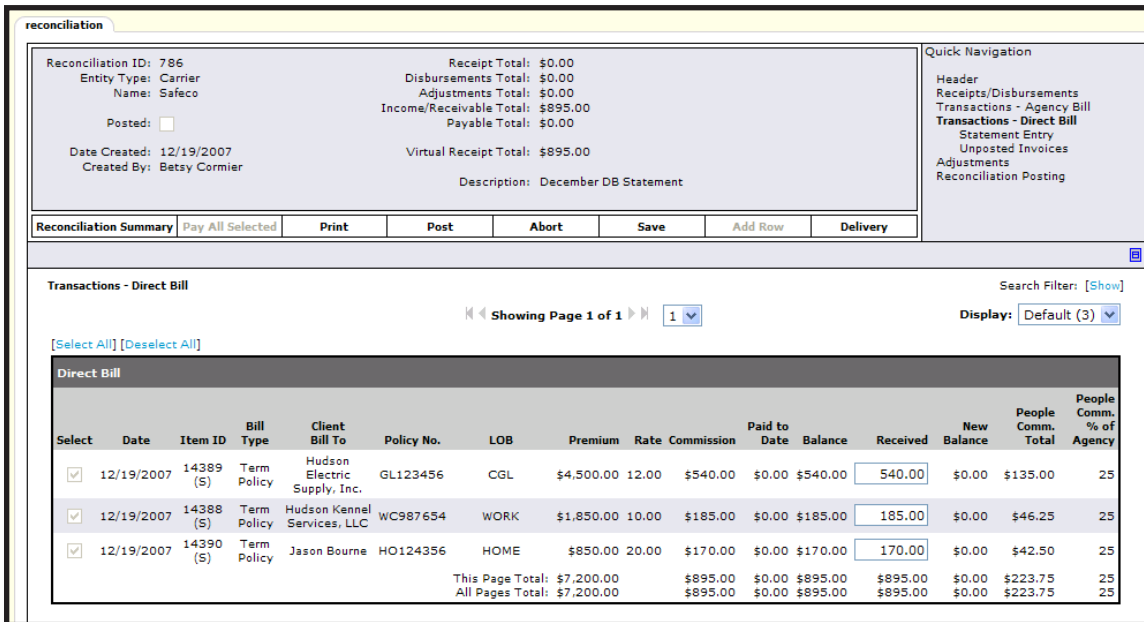 reconciliation
Reconciliation ID: 786
Entity Type: Carrier
Name: Safeco
Posted:
Date Created: 12/19/2007
Created By: Betsy Cormier
Receipt Total: $0.00
Disbursements Total: $0.00
Adjustments Total: $0.00
Income/Receivable Total: $895.00
Payable Total: $0.00
Virtual Receipt Total: $895.00
Description: December DB Statement
Quick Navigation
Header
Receipts/Disbursements
Transactions - Agency Bill
Transactions - Direct Bill
Statement Entry
Unposted Invoices
Adjustments
Reconciliation Posting
Reconciliation Summary Pay All Selected Print Post Abort Save Add Row Delivery
Transactions - Direct Bill Search Filter: [Show]
Showing Page 1 of 1 1 Display: Default (3)
[Select All] [Deselect All]
Direct Bill
Select Date Item ID Bill Type Client Bill To Policy No. LOB Premium Rate Commission Paid to Date Balance Received New Balance People Comm. Total People Comm. % of Agency
12/19/2007 14389 (S) Term Policy Hudson Electric Supply, Inc. GL123456 CGL $4,500.00 12.00 $540.00 $0.00 $540.00 540.00 $0.00 $135.00 25
12/19/2007 14388 (S) Term Policy Hudson Kennel Services, LLC WC987654 WORK $1,850.00 10.00 $185.00 $0.00 $185.00 185.00 $0.00 $46.25 25
12/19/2007 14390 (S) Term Policy Jason Bourne HO124356 HOME $850.00 20.00 $170.00 $0.00 $170.00 170.00 $0.00 $42.50 25
This Page Total: $7,200.00 $895.00 $0.00 $895.00 $895.00 $0.00 $223.75 25
All Pages Total: $7,200.00 $895.00 $0.00 $895.00 $895.00 $0.00 $223.75 25